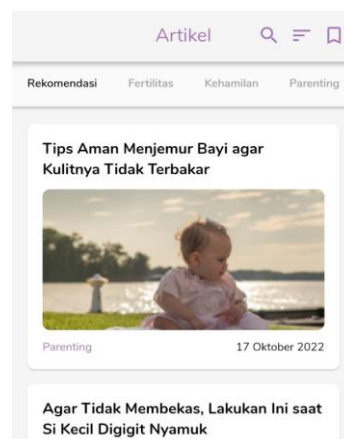 Artikel
Rekomendasi Fertilitas Kehamilan Parenting
Tips Aman Menjemur Bayi agar
Kulitnya Tidak Terbakar
Parenting 17 Oktober 2022
Agar Tidak Membekas, Lakukan Ini saat
Si Kecil Digigit Nyamuk